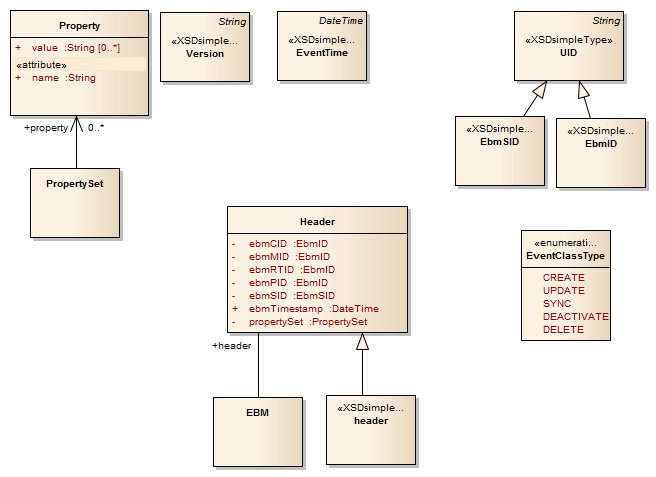 Property
+ value :String [0..*]
«attribute»
+ name :String
+property 0..*
PropertySet
String
«XSDsimple...
Version
DateTime
«XSDsimple...
EventTime
String
«XSDsimpleType»
UID
«XSDsimple...
EbmSID
«XSDsimple...
EbmID
Header
- ebmCID :EbmID
- ebmMID :EbmID
- ebmRTID :EbmID
- ebmPID :EbmID
- ebmSID :EbmSID
+ ebmTimestamp :DateTime
- propertySet :PropertySet
+header
EBM
«XSDsimple...
header
«enumerati...
EventClassType
CREATE
UPDATE
SYNC
DEACTIVATE
DELETE